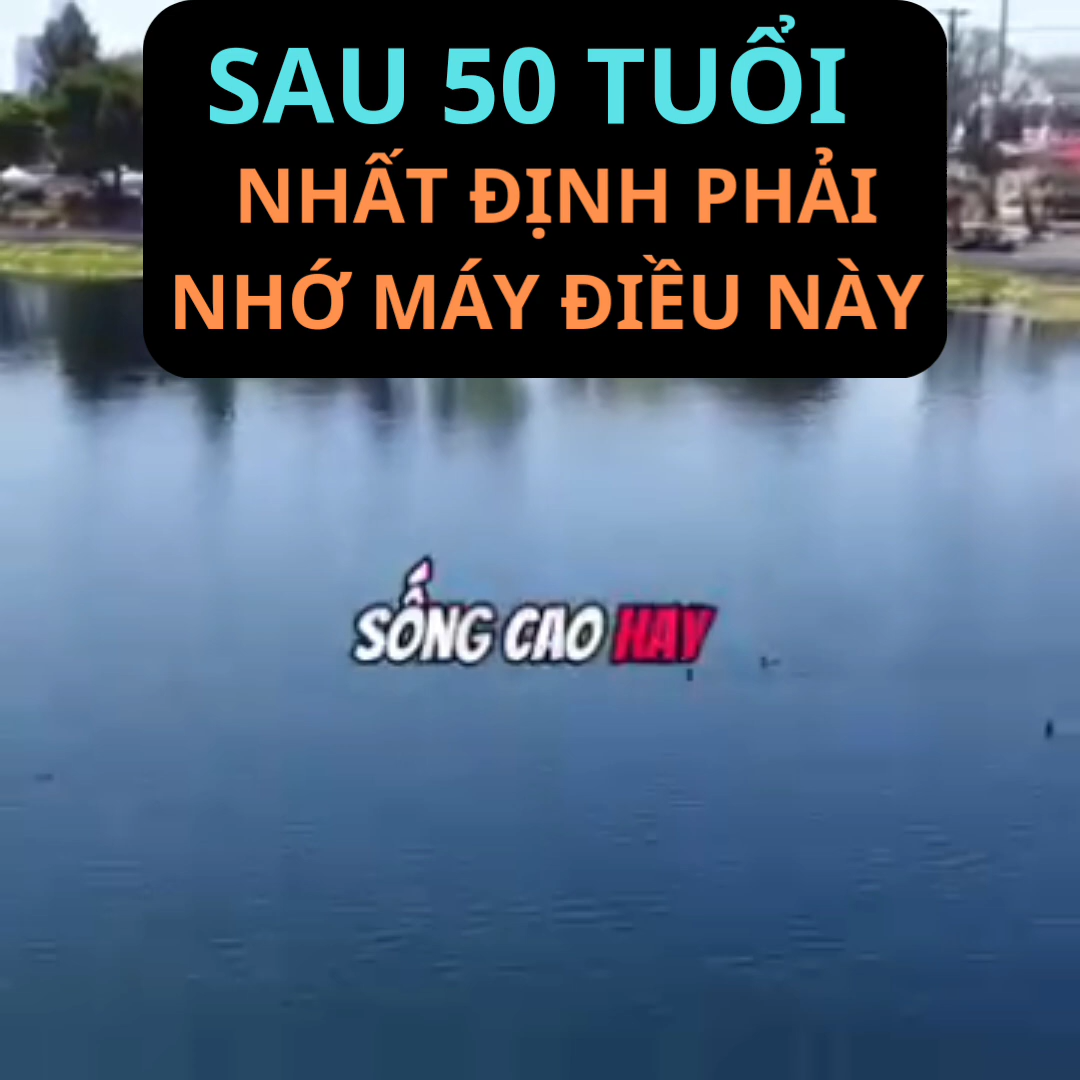 SAU 50 TUỔI
NHẤT ĐỊNH PHẢI
NHỚ MÁY ĐIỀU NÀY
SỐNG CAO HAY